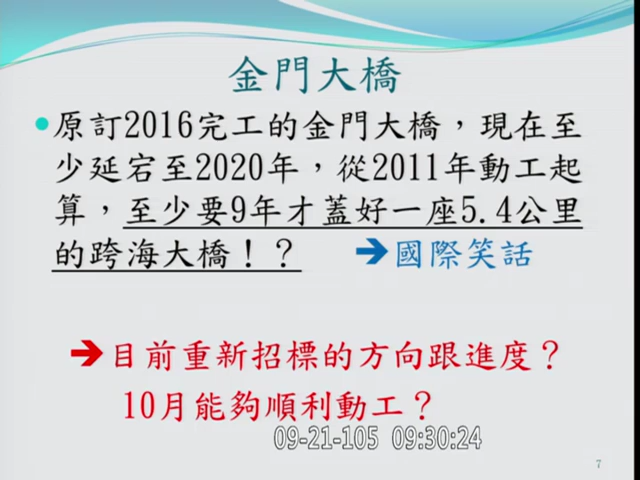 金門大橋
原訂2016完工的金門大橋，現在至
少延宕至2020年，從2011年動工起
算，至少要9年才蓋好一座5.4公里
的跨海大橋！？ ➔國際笑話
➔目前重新招標的方向跟進度？
10月能夠順利動工？
09-21-105 09:30:24
7